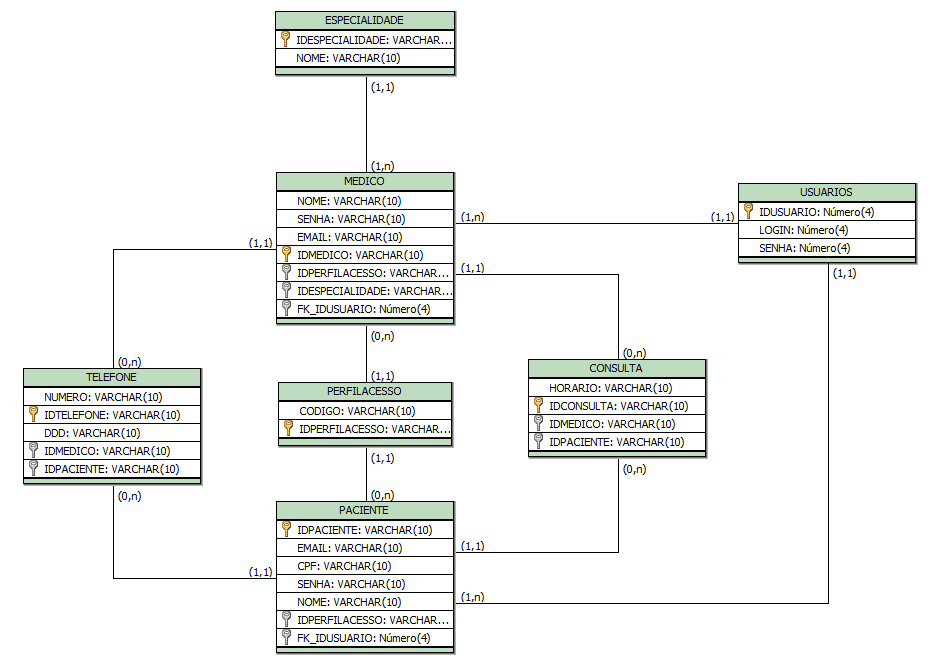 ESPECIALIDADE
IDESPECIALIDADE: VARCHAR...
NOME: VARCHAR(10)
(1,1)
(1,n)
MEDICO
NOME: VARCHAR(10)
SENHA: VARCHAR(10)
EMAIL: VARCHAR(10)
IDMEDICO: VARCHAR(10)
IDPERFILACESSO: VARCHAR...
IDESPECIALIDADE: VARCHAR...
FK_IDUSUARIO: Número(4)
(1,n)
(1,1)
USUARIOS
IDUSUARIO: Número(4)
LOGIN: Número(4)
SENHA: Número(4)
(1,1)
(1,1)
(1,1)
(0,n)
(0,n)
(0,n)
TELEFONE
NUMERO: VARCHAR(10)
IDTELEFONE: VARCHAR(10)
DDD: VARCHAR(10)
IDMEDICO: VARCHAR(10)
IDPACIENTE: VARCHAR(10)
(0,n)
(1,1)
(1,1)
PERFILACESSO
CODIGO: VARCHAR(10)
IDPERFILACESSO: VARCHAR...
(1,1)
(0,n)
CONSULTA
HORARIO: VARCHAR(10)
IDCONSULTA: VARCHAR(10)
IDMEDICO: VARCHAR(10)
IDPACIENTE: VARCHAR(10)
(0,n)
PACIENTE
IDPACIENTE: VARCHAR(10)
EMAIL: VARCHAR(10)
CPF: VARCHAR(10)
SENHA: VARCHAR(10)
NOME: VARCHAR(10)
IDPERFILACESSO: VARCHAR...
FK_IDUSUARIO: Número(4)
(1,1)
(1,n)